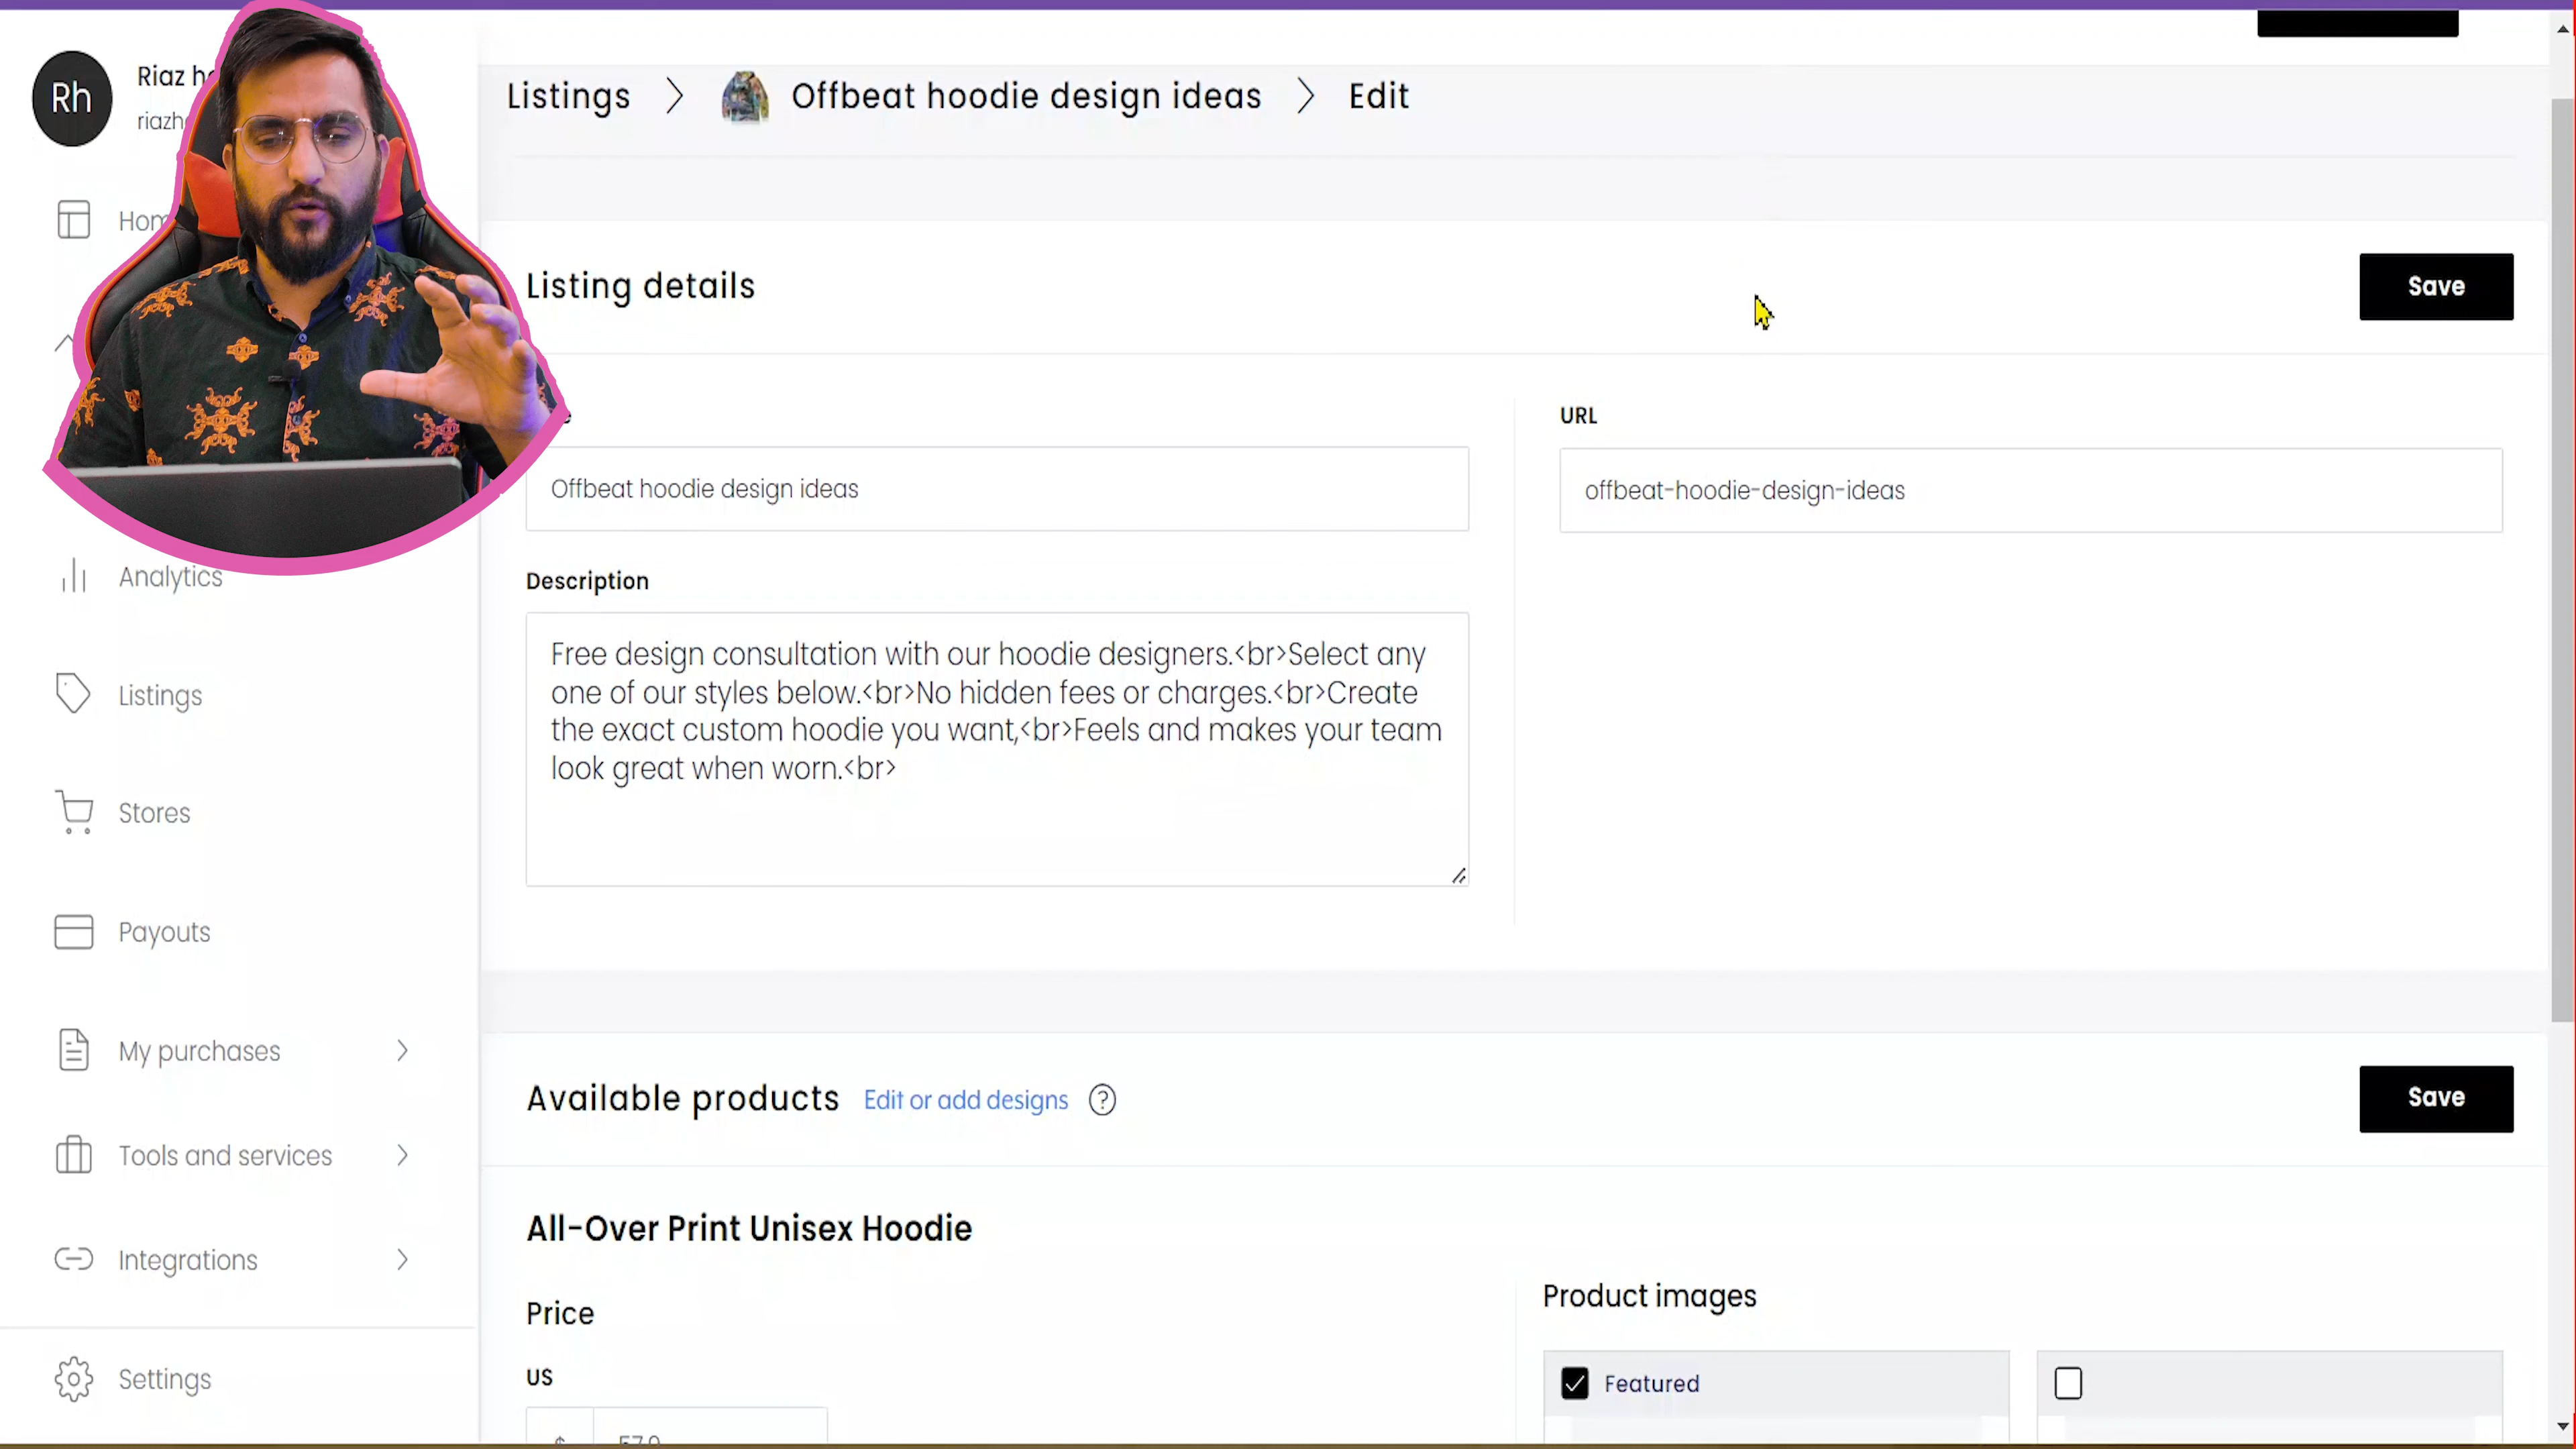 Rh
Riaz
Listings > Offbeat hoodie design ideas > Edit
Listing details
Save
URL
Offbeat hoodie design ideas
offbeat-hoodie-design-ideas
Description
Free design consultation with our hoodie designers.<br>Select any
one of our styles below.<br>No hidden fees or charges.<br>Create
the exact custom hoodie you want,<br>Feels and makes your team
look great when worn.<br>
Analytics
Listings
Stores
Payouts
My purchases
Tools and services
Integrations
Settings
Available products Edit or add designs ?
Save
All-Over Print Unisex Hoodie
Price
US
Product images
Featured